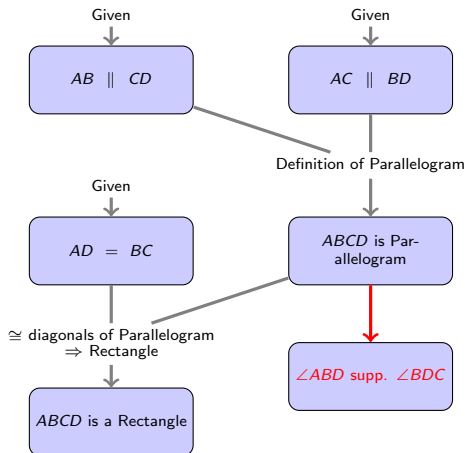 Given
Given
AB ∥ CD
AC ∥ BD
Definition of Parallelogram
Given
AD = BC
ABCD is Par-
allelogram
≅ diagonals of Parallelogram
⇒ Rectangle
∠ABD supp. ∠BDC
ABCD is a Rectangle